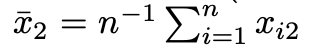 x̄₂ = n⁻¹ ∑ⁿᵢ₌₁ xᵢ₂